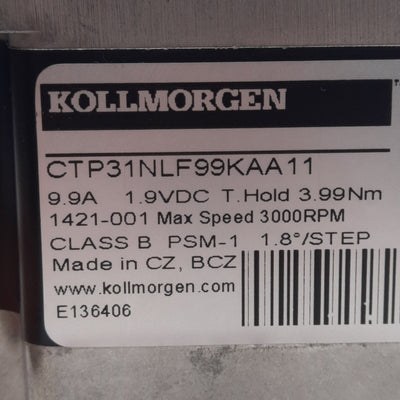 KOLLMORGEN
CTP31NLF99KAA11
9.9A 1.9VDC T.Hold 3.99Nm
1421-001 Max Speed 3000RPM
CLASS B PSM-1 1.8°/STEP
Made in CZ, BCZ
www.kollmorgen.com
E136406